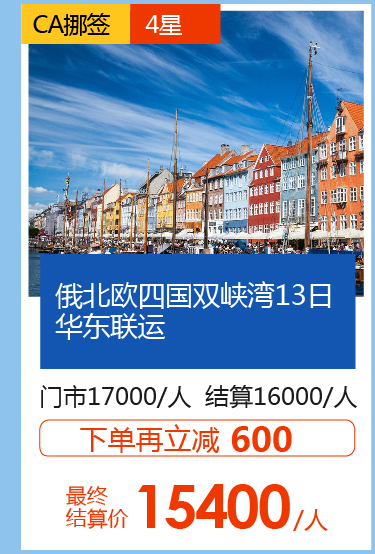 CA挪签 4星
俄北欧四国双峡湾13日
华东联运
门市17000/人 结算16000/人
下单再立减 600
最终
结算价 15400/人